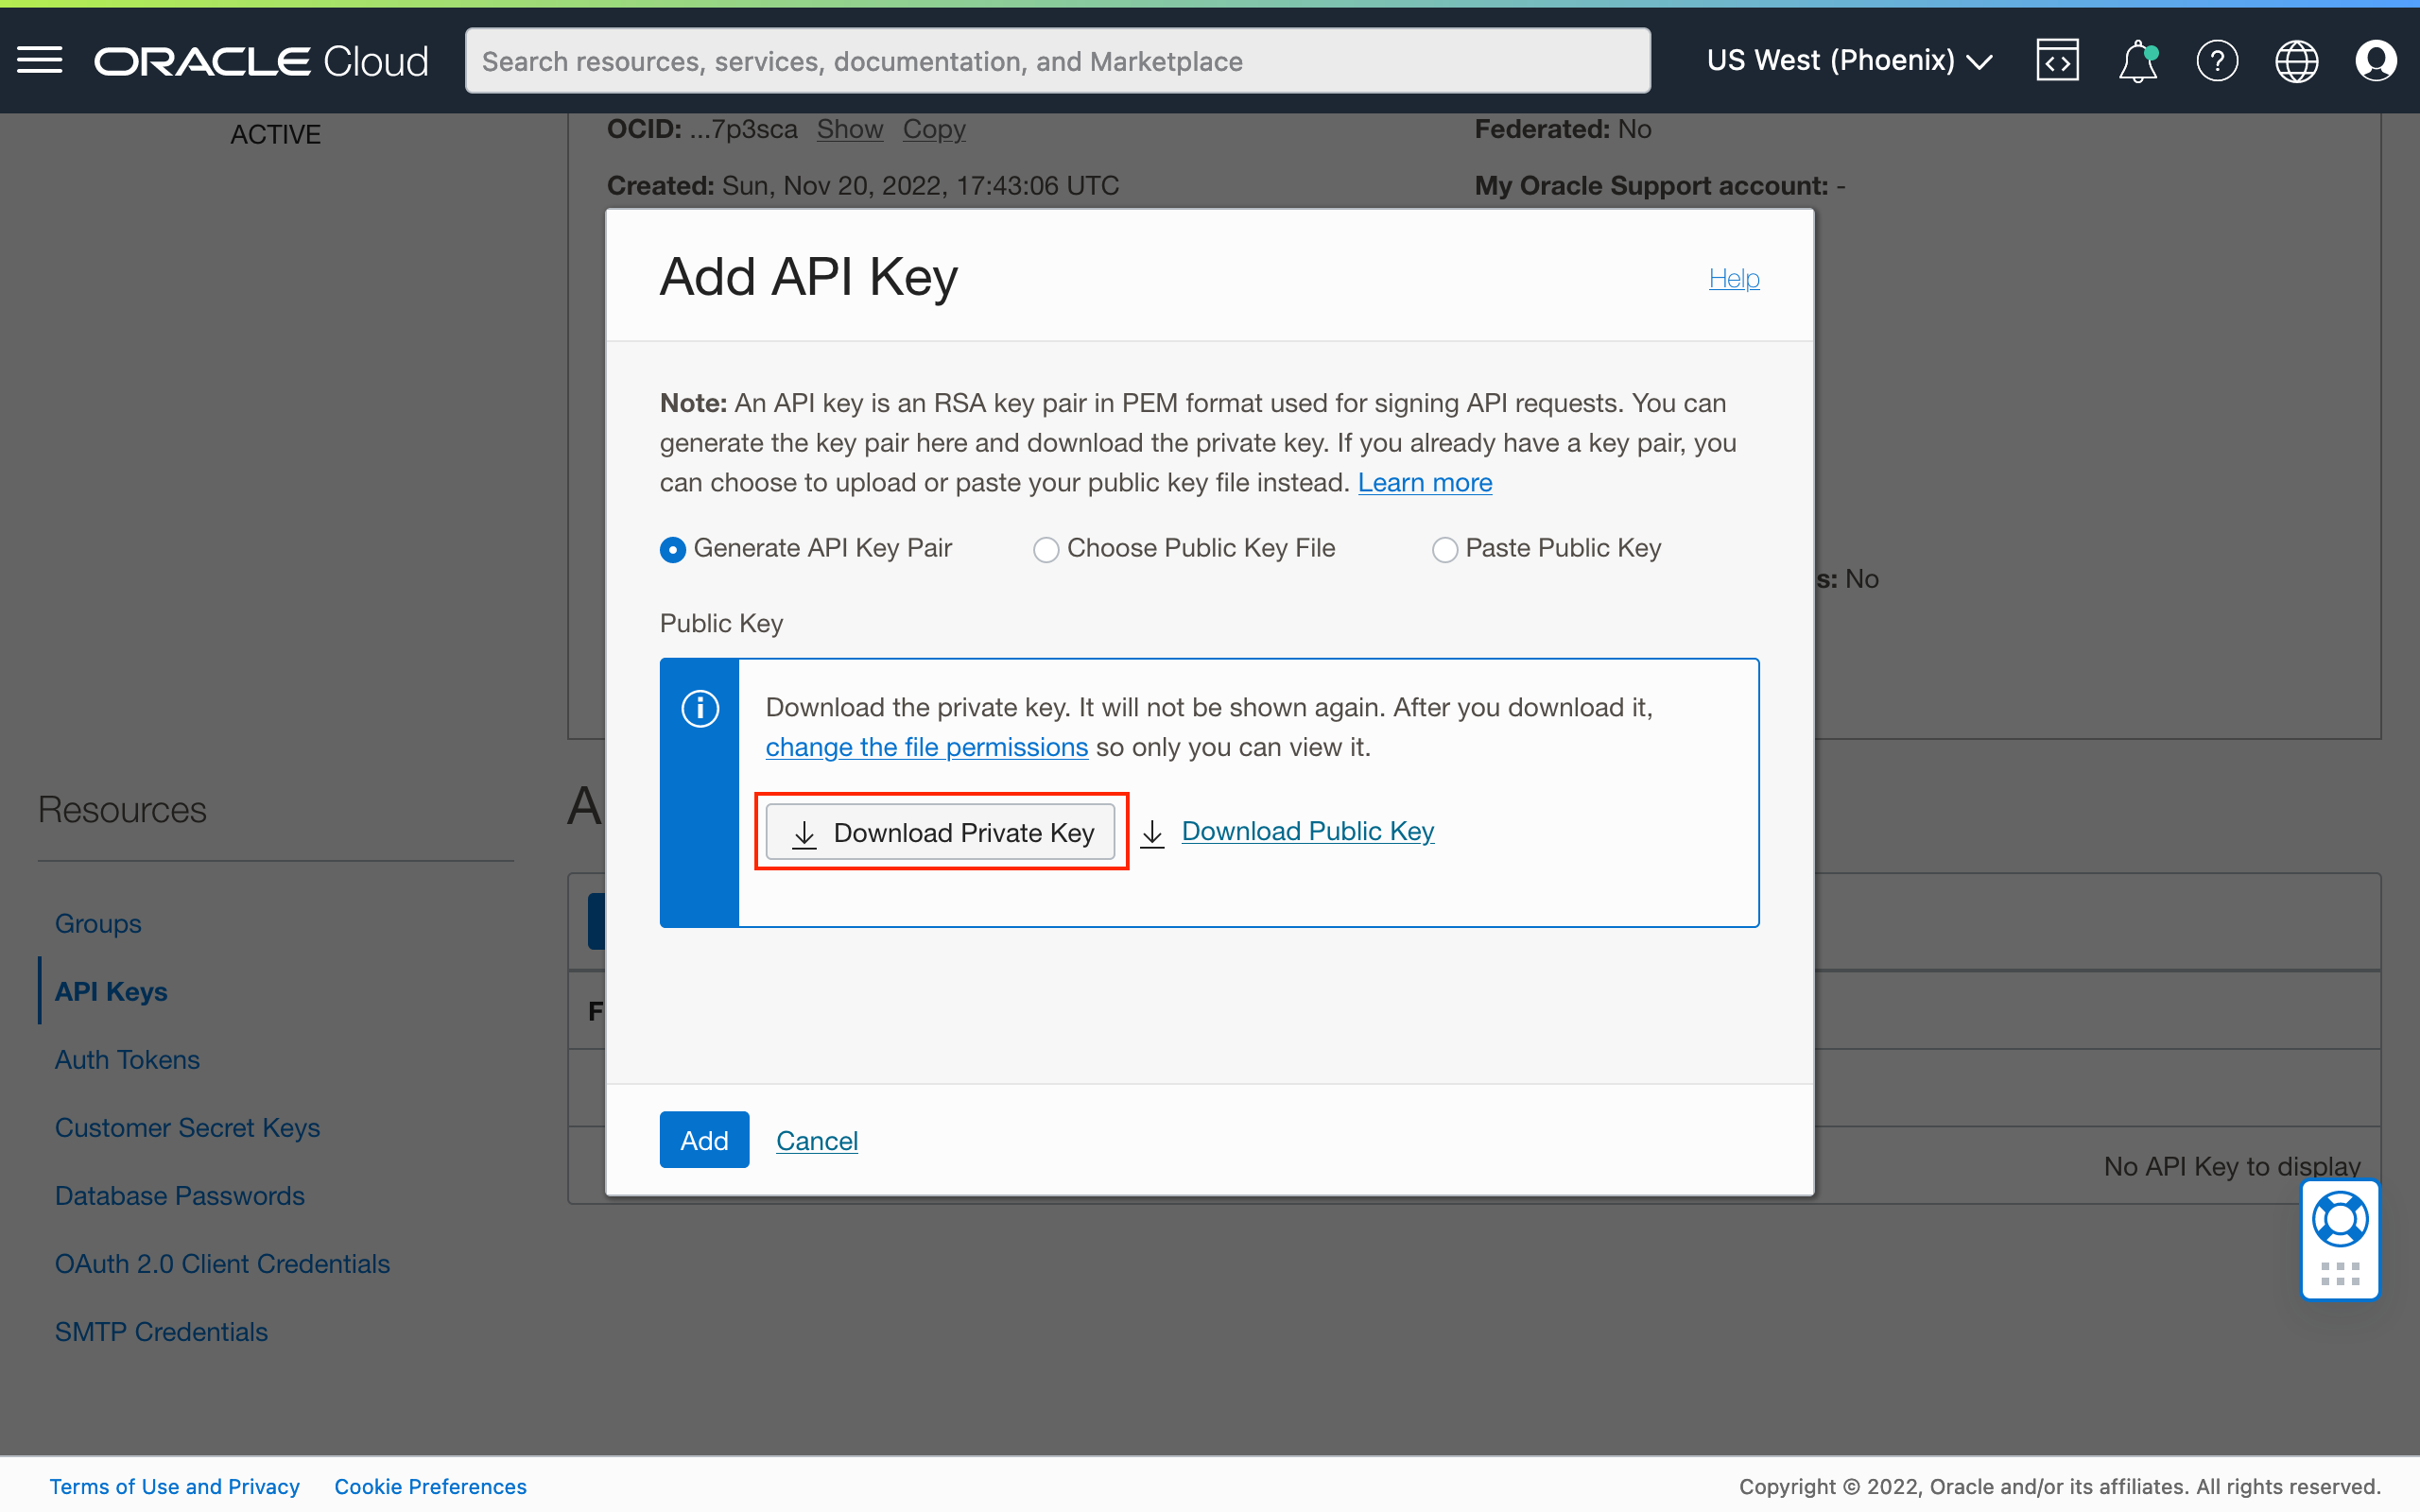 ORACLE Cloud
Search resources, services, documentation, and Marketplace
US West (Phoenix)
ACTIVE
OCID: ...7p3sca Show Copy
Federated: No
Created: Sun, Nov 20, 2022, 17:43:06 UTC
My Oracle Support account: -
Add API Key
Help
Note: An API key is an RSA key pair in PEM format used for signing API requests. You can
generate the key pair here and download the private key. If you already have a key pair, you
can choose to upload or paste your public key file instead. Learn more
Generate API Key Pair
Choose Public Key File
Paste Public Key
s: No
Public Key
Download the private key. It will not be shown again. After you download it,
change the file permissions so only you can view it.
Download Private Key
Download Public Key
Resources
A
Groups
API Keys
F
Auth Tokens
Customer Secret Keys
Add
Cancel
No API Key to display
Database Passwords
OAuth 2.0 Client Credentials
SMTP Credentials
Terms of Use and Privacy
Cookie Preferences
Copyright © 2022, Oracle and/or its affiliates. All rights reserved.